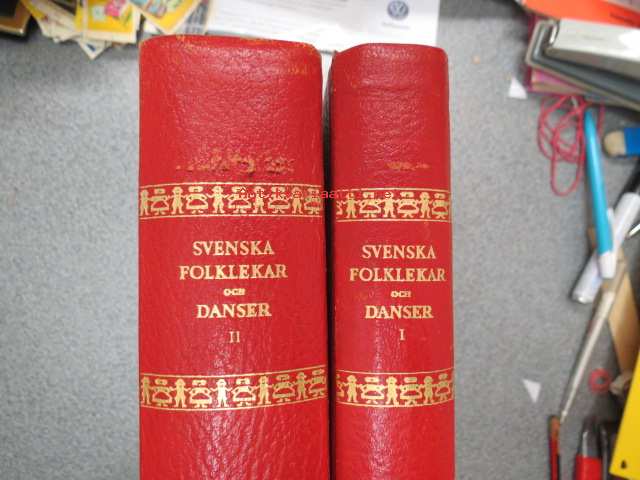 SVENSKA
FOLKLEKAR
OCH
DANSER
II
SVENSKA
FOLKLEKAR
OCH
DANSER
I